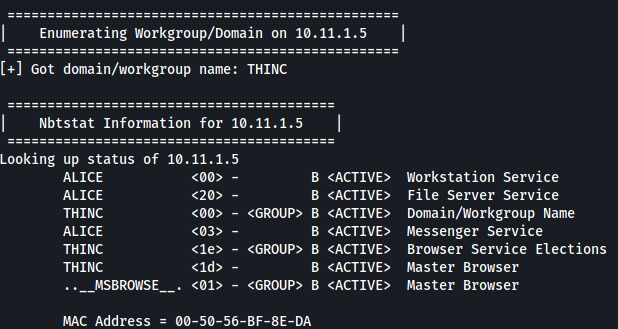 =================================================
|    Enumerating Workgroup/Domain on 10.11.1.5    |
 =================================================
[+] Got domain/workgroup name: THINC
 =========================================
|    Nbtstat Information for 10.11.1.5    |
 =========================================
Looking up status of 10.11.1.5
        ALICE           <00> -         B <ACTIVE>  Workstation Service
        ALICE           <20> -         B <ACTIVE>  File Server Service
        THINC           <00> - <GROUP> B <ACTIVE>  Domain/Workgroup Name
        ALICE           <03> -         B <ACTIVE>  Messenger Service
        THINC           <1e> - <GROUP> B <ACTIVE>  Browser Service Elections
        THINC           <1d> -         B <ACTIVE>  Master Browser
        ..__MSBROWSE__. <01> - <GROUP> B <ACTIVE>  Master Browser
        MAC Address = 00-50-56-BF-8E-DA